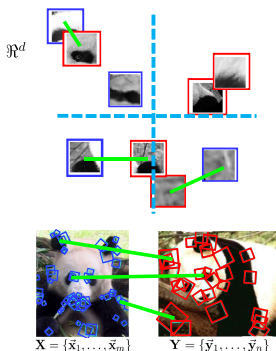 ℜ^d
X = {x⃗_1, . . . , x⃗_m} Y = {y⃗_1, . . . , y⃗_n}